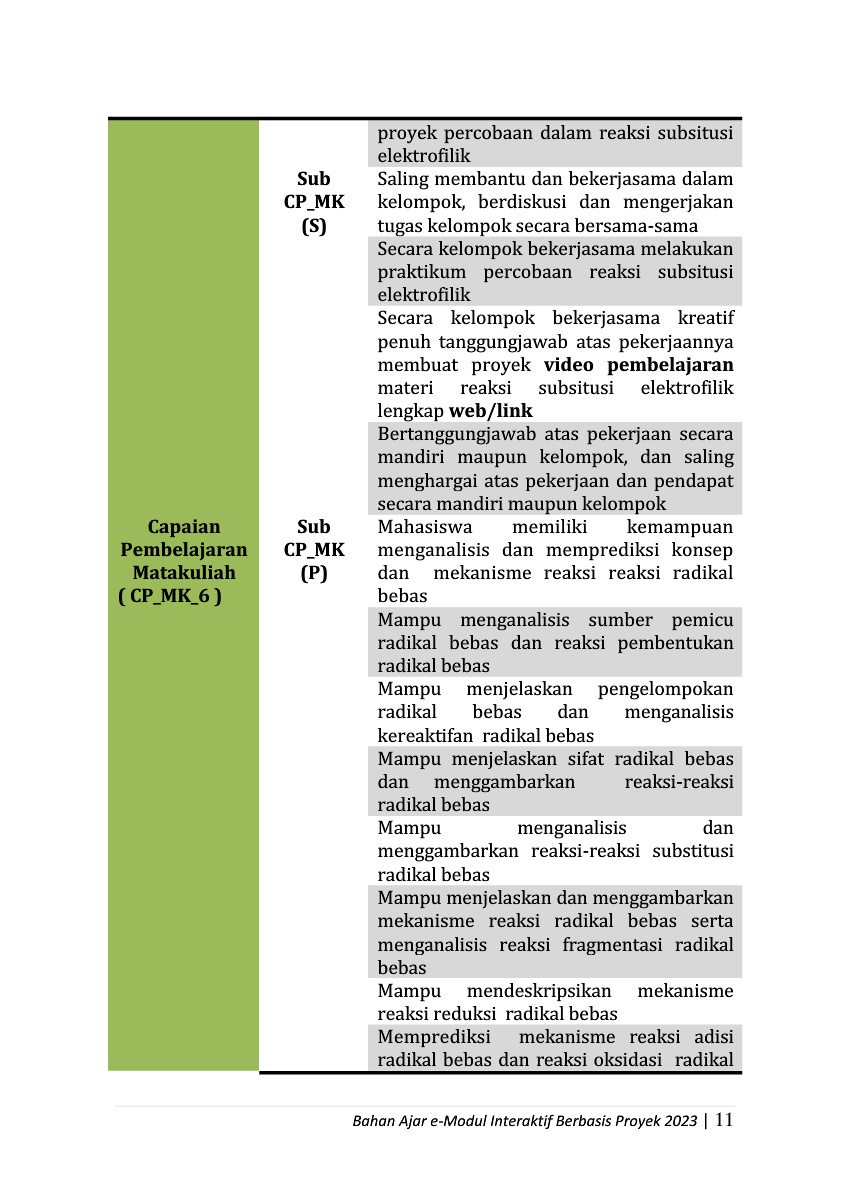 proyek percobaan dalam reaksi subsitusi
elektrofilik
Sub
CP_MK
(S)
Saling membantu dan bekerjasama dalam
kelompok, berdiskusi dan mengerjakan
tugas kelompok secara bersama-sama
Secara kelompok bekerjasama melakukan
praktikum percobaan reaksi subsitusi
elektrofilik
Secara kelompok bekerjasama kreatif
penuh tanggungjawab atas pekerjaannya
membuat proyek video pembelajaran
materi reaksi subsitusi elektrofilik
lengkap web/link
Bertanggungjawab atas pekerjaan secara
mandiri maupun kelompok, dan saling
menghargai atas pekerjaan dan pendapat
secara mandiri maupun kelompok
Capaian
Pembelajaran
Matakuliah
( CP_MK_6 )
Sub
CP_MK
(P)
Mahasiswa memiliki kemampuan
menganalisis dan memprediksi konsep
dan mekanisme reaksi reaksi radikal
bebas
Mampu menganalisis sumber pemicu
radikal bebas dan reaksi pembentukan
radikal bebas
Mampu menjelaskan pengelompokan
radikal bebas dan menganalisis
kereaktifan radikal bebas
Mampu menjelaskan sifat radikal bebas
dan menggambarkan reaksi-reaksi
radikal bebas
Mampu menganalisis dan
menggambarkan reaksi-reaksi substitusi
radikal bebas
Mampu menjelaskan dan menggambarkan
mekanisme reaksi radikal bebas serta
menganalisis reaksi fragmentasi radikal
bebas
Mampu mendeskripsikan mekanisme
reaksi reduksi radikal bebas
Memprediksi mekanisme reaksi adisi
radikal bebas dan reaksi oksidasi radikal
Bahan Ajar e-Modul Interaktif Berbasis Proyek 2023 | 11